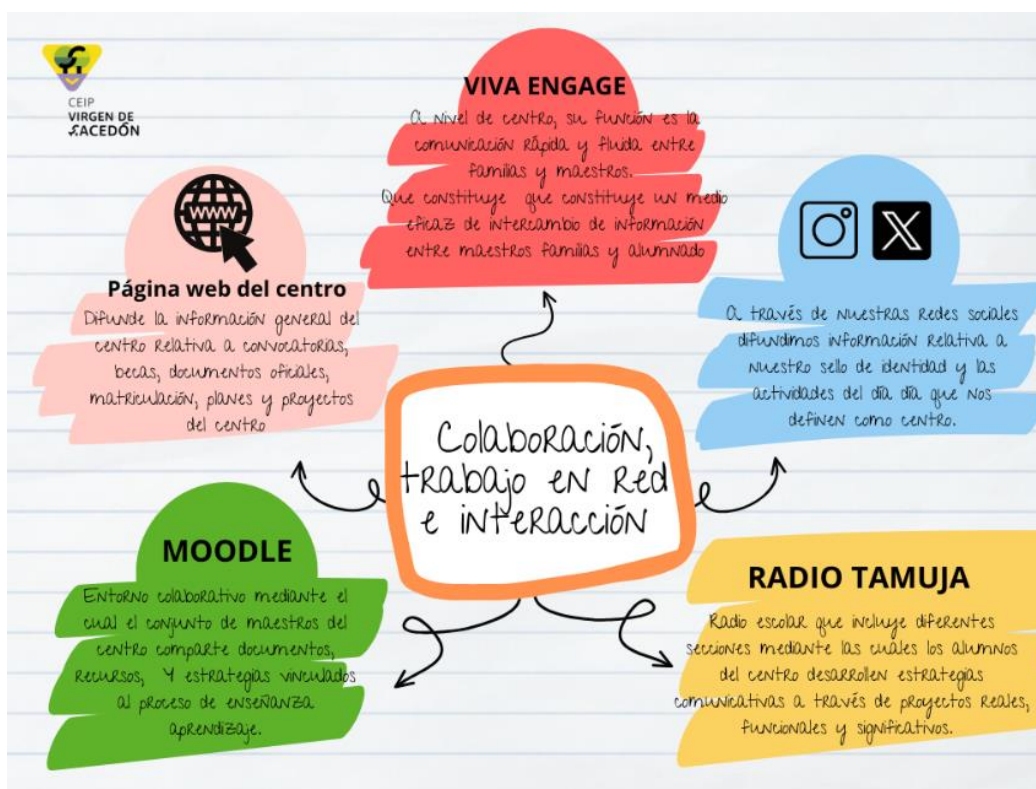 CEIP
VIRGEN DE
SACEDÓN
VIVA ENGAGE
A nivel de centro, su función es la
comunicación rápida y fluida entre
familias y maestros.
Que constituye que constituye un medio
eficaz de intercambio de información
entre maestros familias y alumnado
WWW
Página web del centro
Difunde la información general del
centro relativa a convocatorias,
becas, documentos oficiales,
matriculación, planes y proyectos
del centro
A través de nuestras redes sociales
difundimos información relativa a
nuestro sello de identidad y las
actividades del día día que nos
definen como centro.
Colaboración,
trabajo en red
e interacción
MOODLE
Entorno colaborativo mediante el
cual el conjunto de maestros del
centro comparte documentos,
recursos, Y estrategias vinculados
al proceso de enseñanza
aprendizaje.
RADIO TAMUJA
Radio escolar que incluye diferentes
secciones mediante las cuales los alumnos
del centro desarrollen estrategias
comunicativas a través de proyectos reales,
funcionales y significativos.